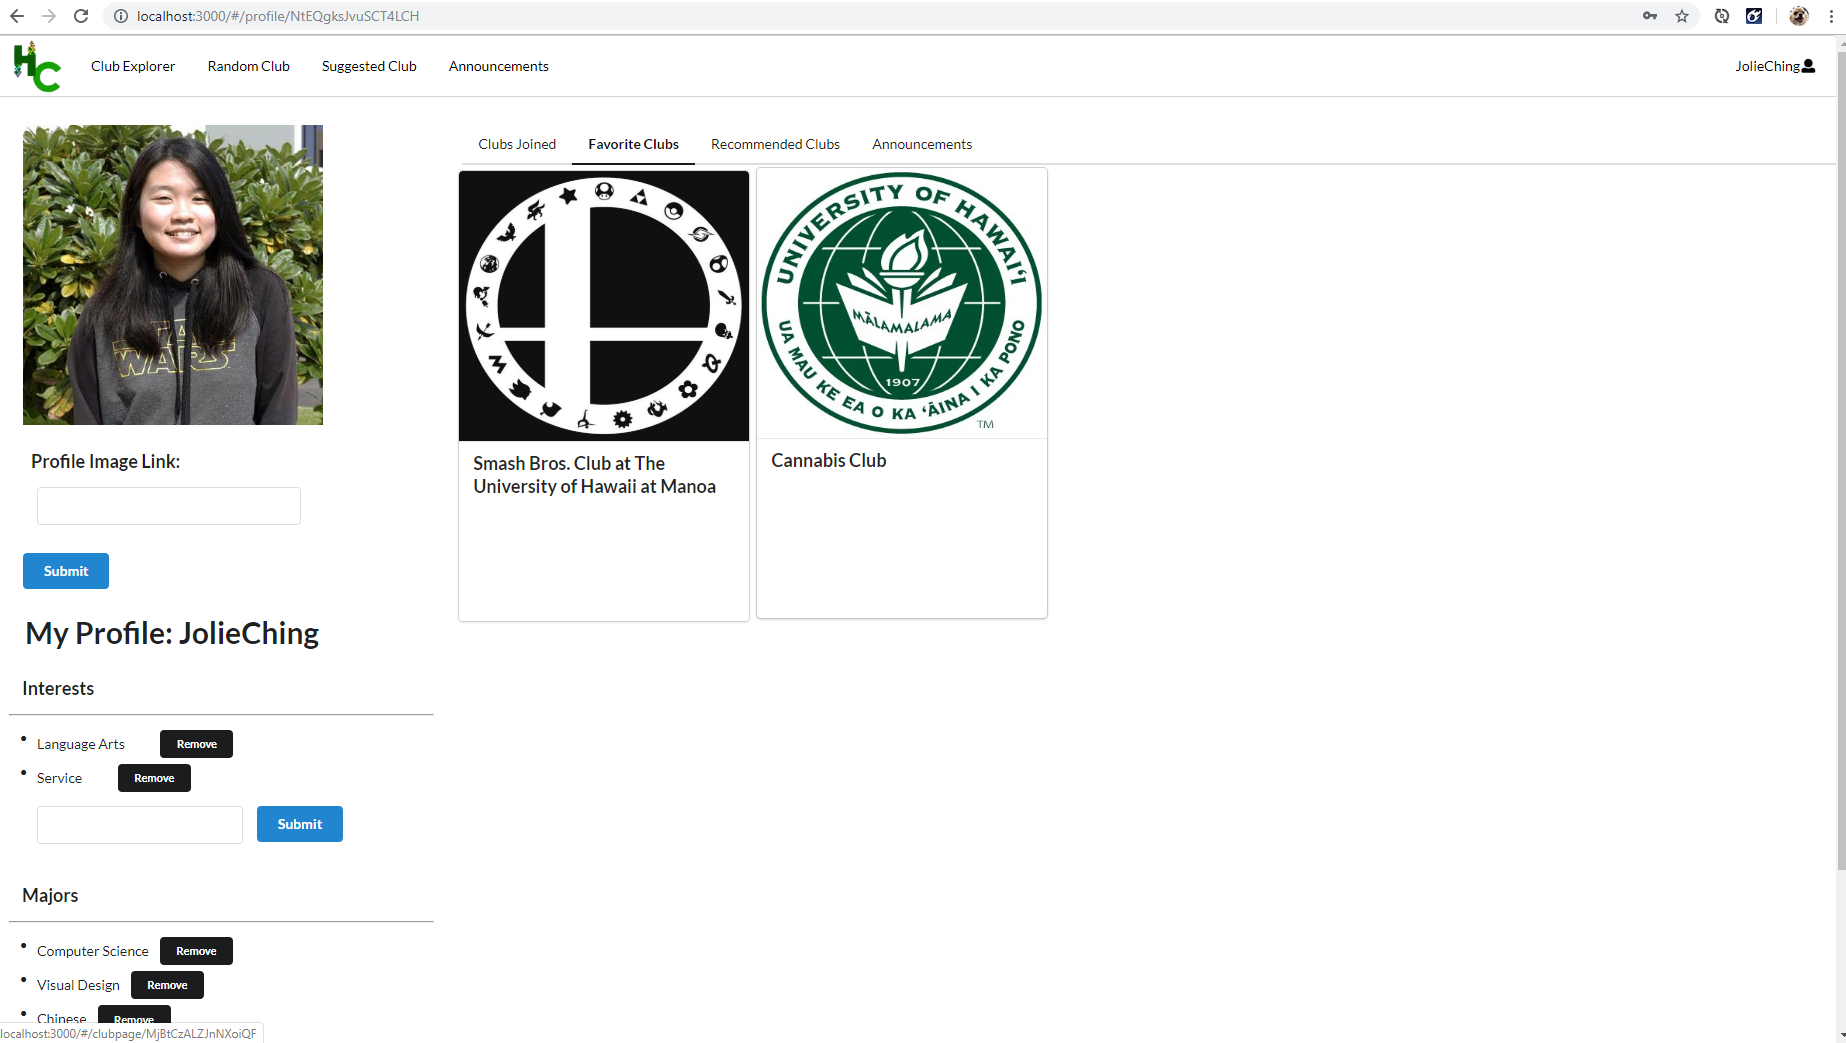 localhost:3000/#/profile/NtEQgksJvuSCT4LCH
HC
Club Explorer
Random Club
Suggested Club
Announcements
JolieChing
STAR
WARS
Profile Image Link:
Submit
My Profile: JolieChing
Interests
Language Arts
Remove
Service
Remove
Submit
Majors
Computer Science
Remove
Visual Design
Remove
Chinese
Remove
localhost:3000/#/clubpage/MjBtCzALZJnNXoiQF
Clubs Joined
Favorite Clubs
Recommended Clubs
Announcements
Smash Bros. Club at The
University of Hawaii at Manoa
UNIVERSITY OF HAWAIʻI
MĀLAMALAMA
1907
UA MAU KE EA O KA ʻĀINA I KA PONO
TM
Cannabis Club